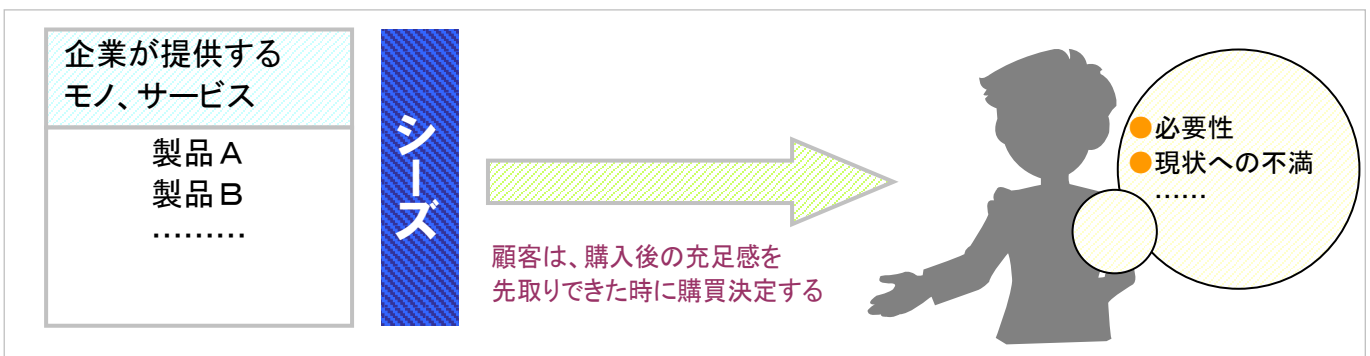 企業が提供する
モノ、サービス
製品A
製品B
………
シーズ
顧客は、購入後の充足感を
先取りできた時に購買決定する
●必要性
●現状への不満
……